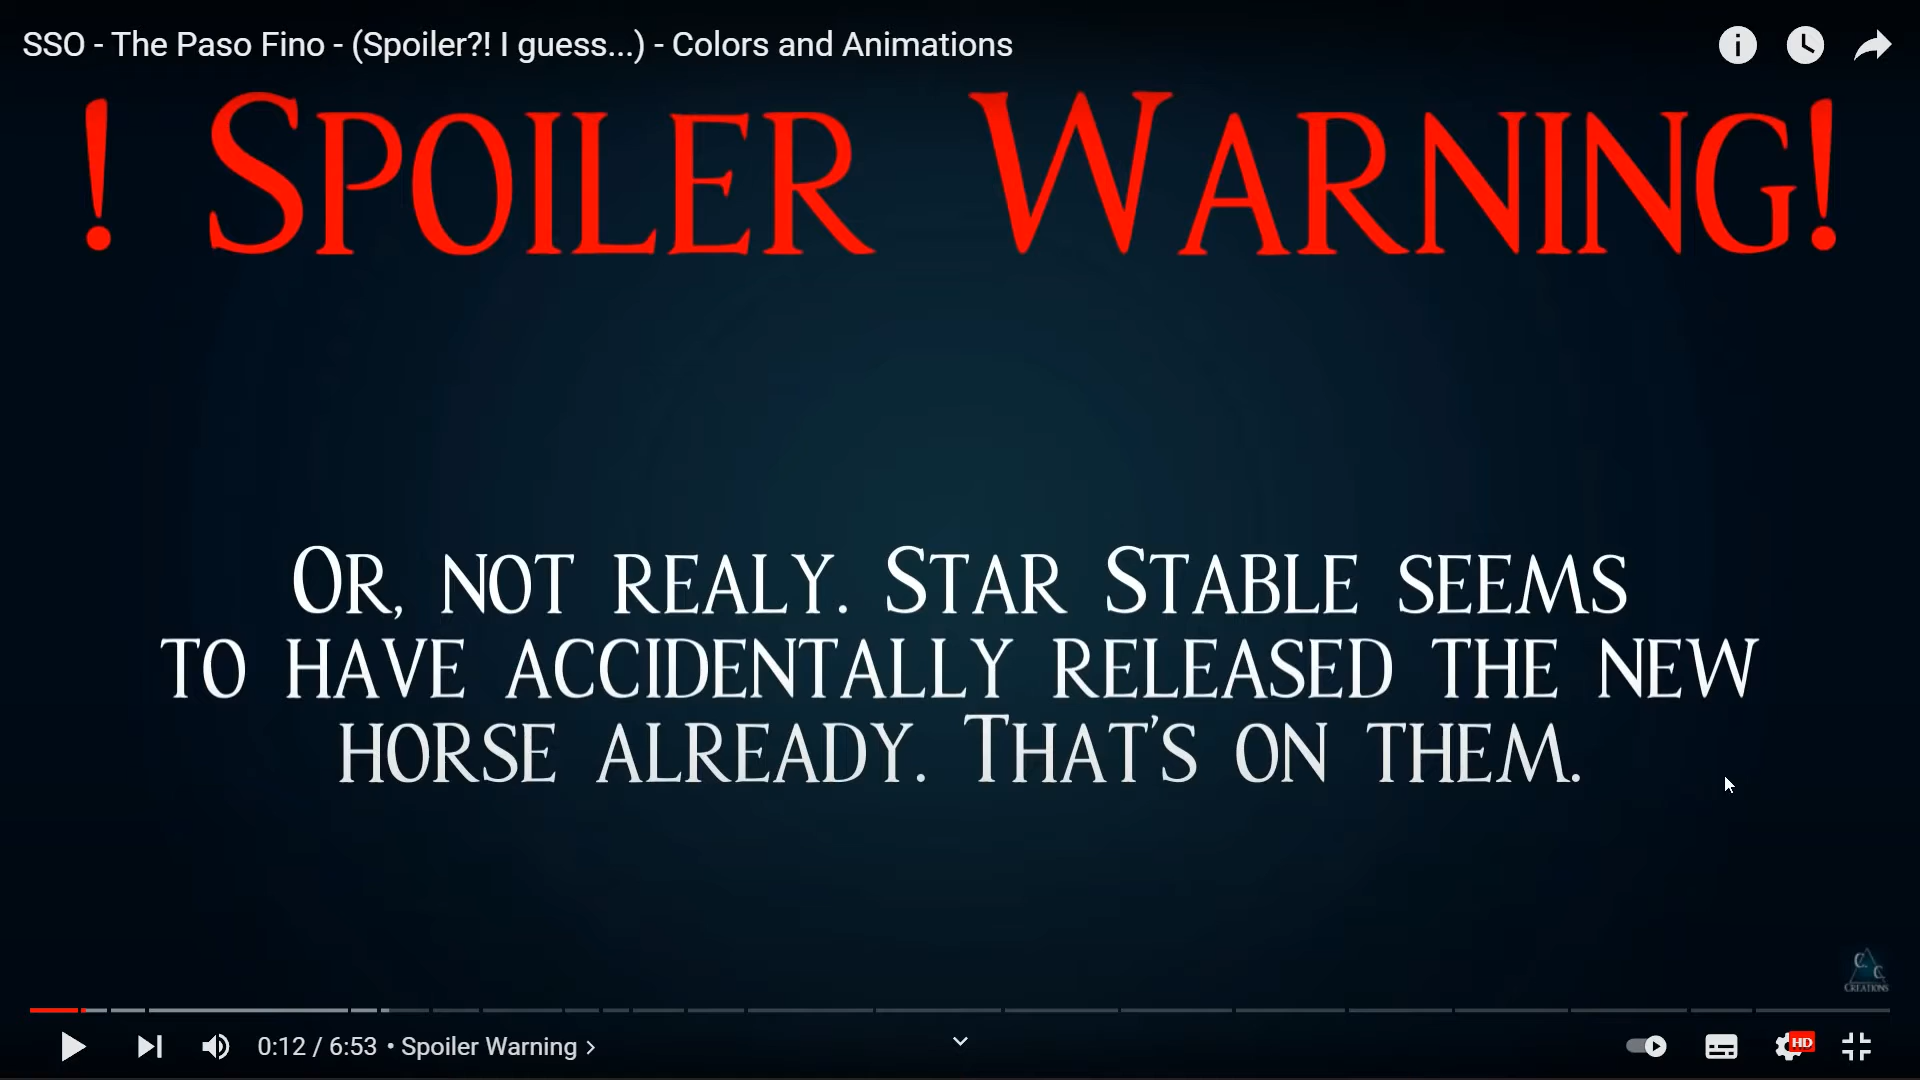 SSO - The Paso Fino - (Spoiler?! I guess...) - Colors and Animations
! Spoiler Warning!
Or, not realy. Star Stable seems
to have accidentally released the new
horse already. That's on them.
C C
Creations
0:12 / 6:53 • Spoiler Warning >
HD